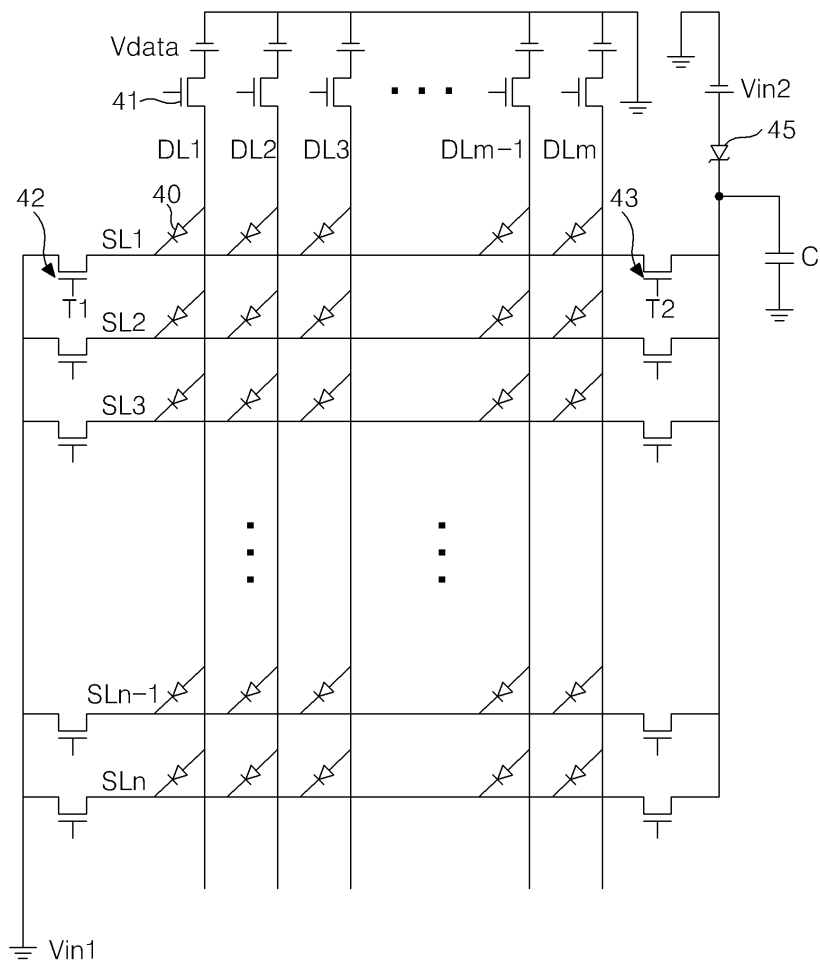 Vdata
Vin2
41
45
DL1 DL2 DL3 DLm-1 DLm
42 40 43
SL1
C
T1 T2
SL2
SL3
SLn-1
SLn
Vin1